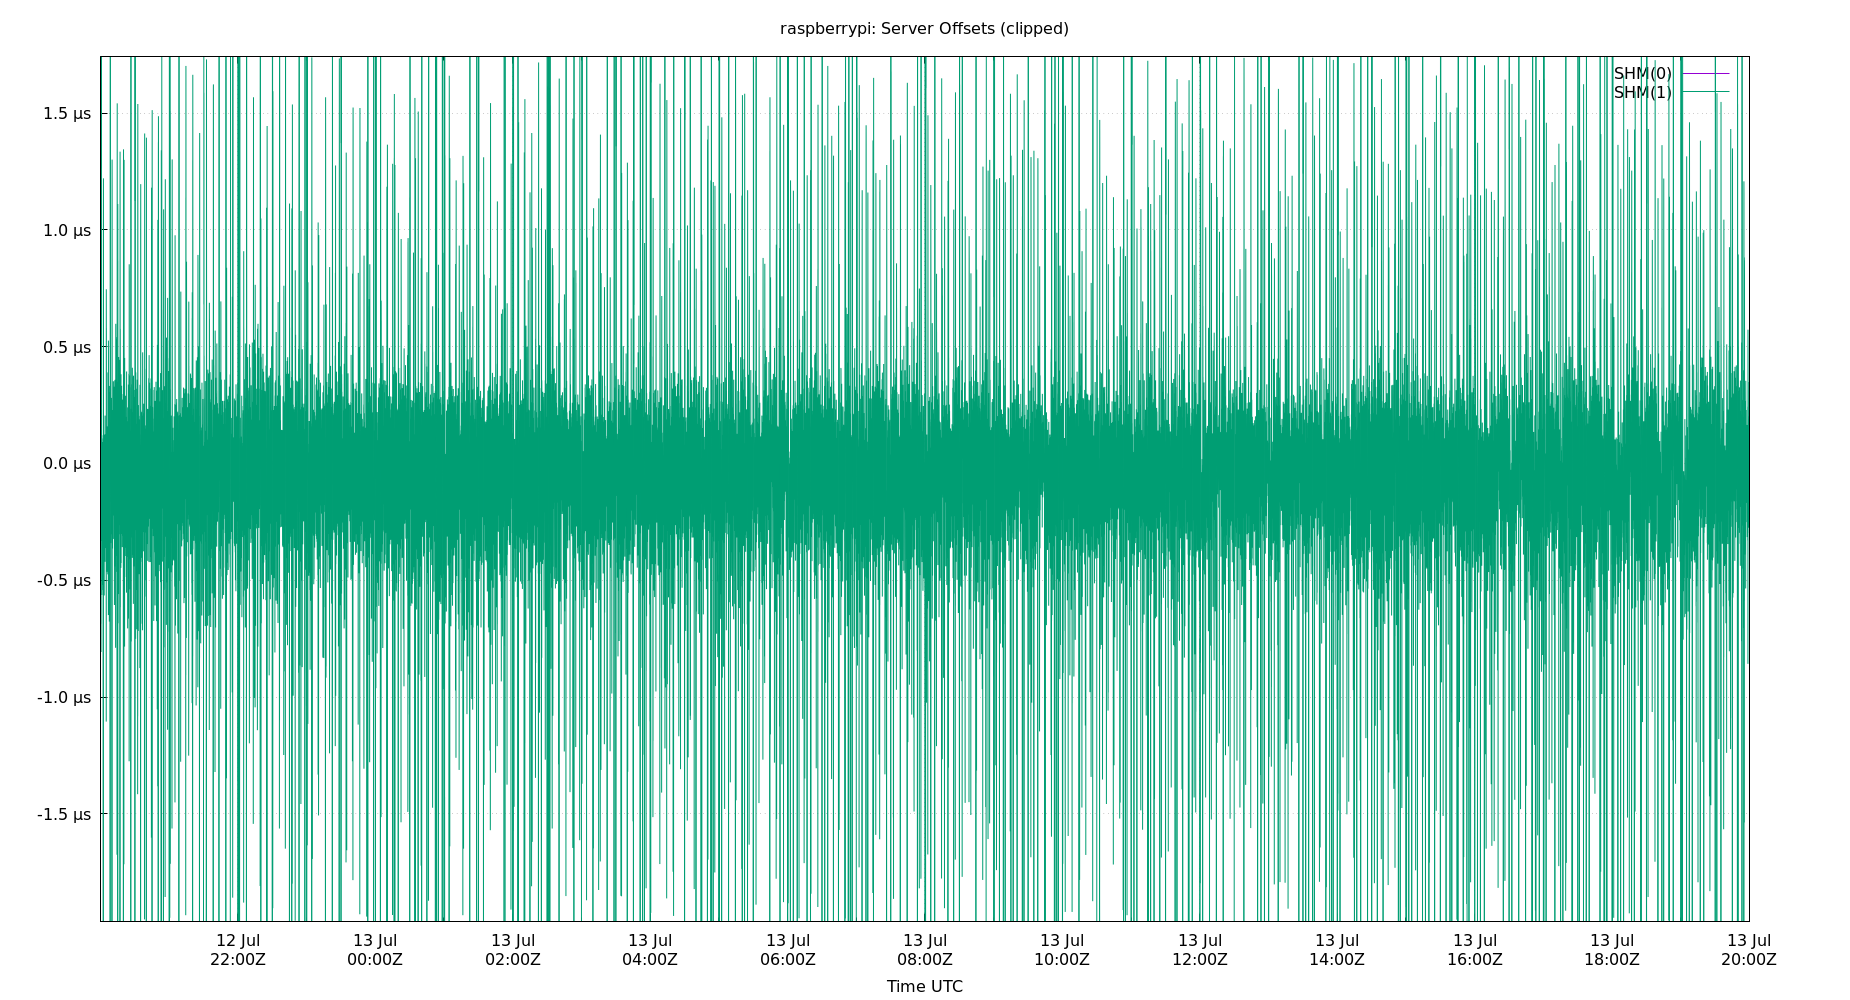 raspberrypi: Server Offsets (clipped)
SHM(0)
SHM(1)
1.5 µs
1.0 µs
0.5 µs
0.0 µs
-0.5 µs
-1.0 µs
-1.5 µs
12 Jul 13 Jul 13 Jul 13 Jul 13 Jul 13 Jul 13 Jul 13 Jul 13 Jul 13 Jul 13 Jul 13 Jul
22:00Z 00:00Z 02:00Z 04:00Z 06:00Z 08:00Z 10:00Z 12:00Z 14:00Z 16:00Z 18:00Z 20:00Z
Time UTC